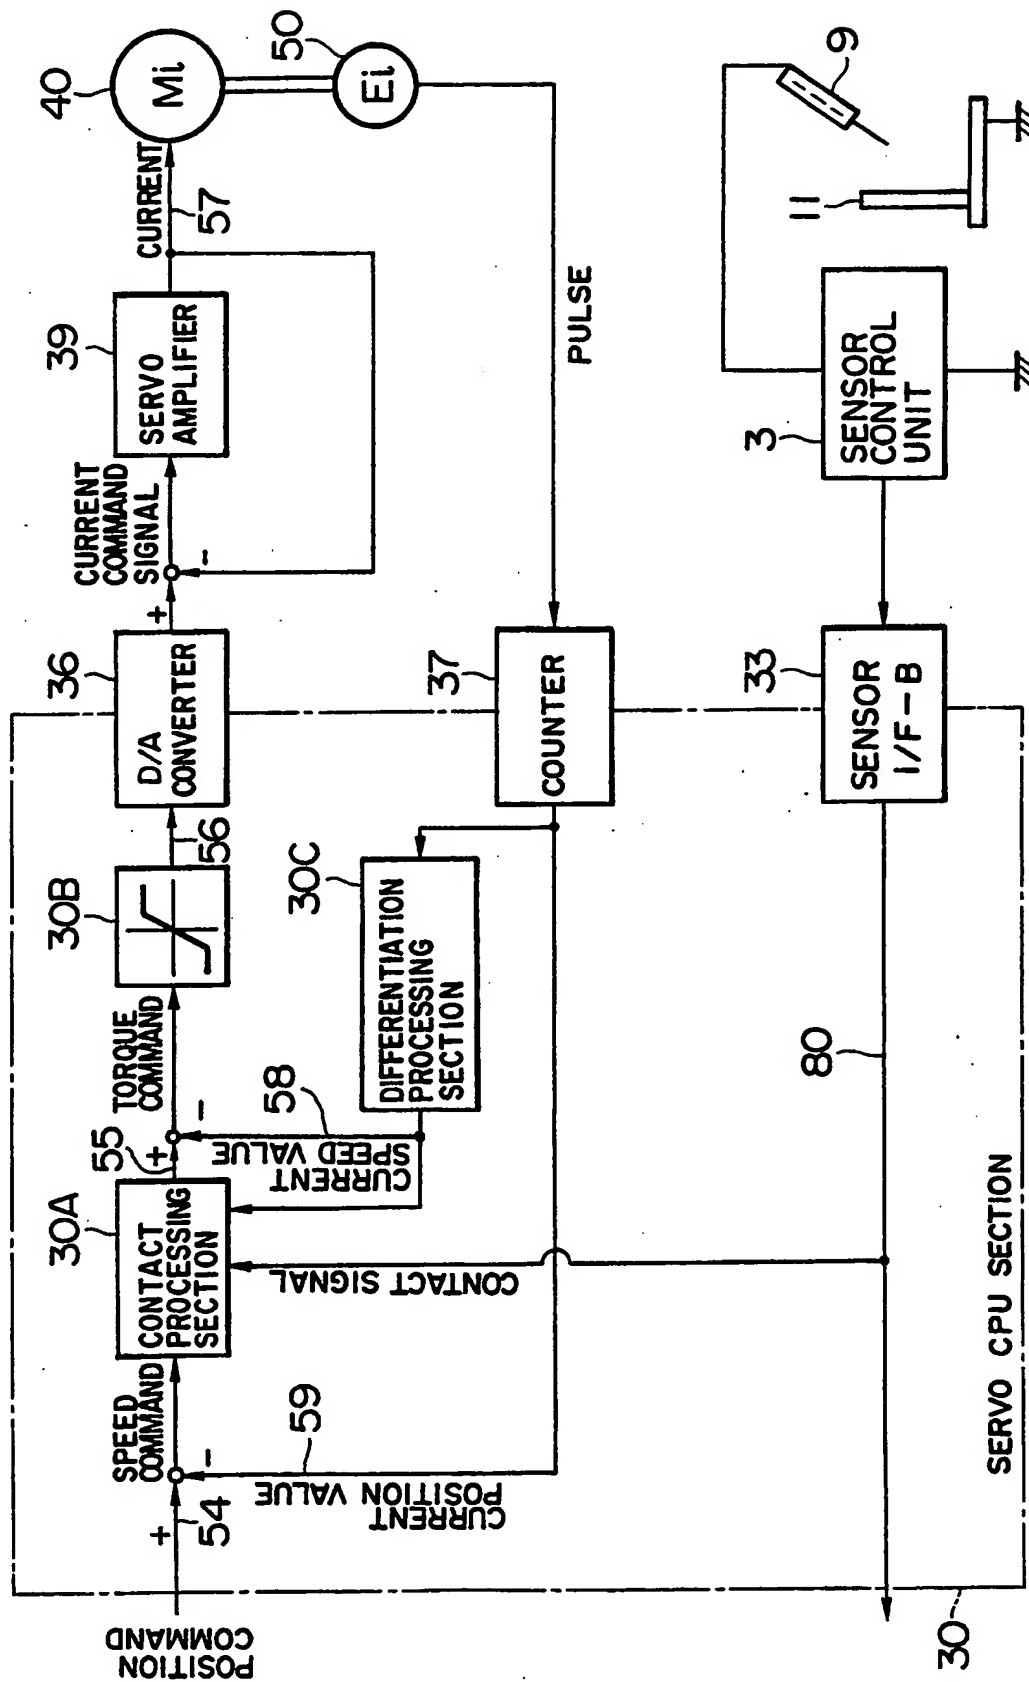 POSITION
COMMAND
+
54
-
SPEED
COMMAND
59
CURRENT
POSITION VALUE
30A
CONTACT
PROCESSING
SECTION
CONTACT SIGNAL
55
+
-
58
CURRENT
SPEED VALUE
TORQUE
COMMAND
30B
56
30C
DIFFERENTIATION
PROCESSING
SECTION
36
D/A
CONVERTER
+
-
CURRENT
COMMAND
SIGNAL
39
SERVO
AMPLIFIER
CURRENT
57
40
Mi
50
Ei
37
COUNTER
PULSE
33
SENSOR
I/F-B
80
3
SENSOR
CONTROL
UNIT
11
9
30
SERVO CPU SECTION